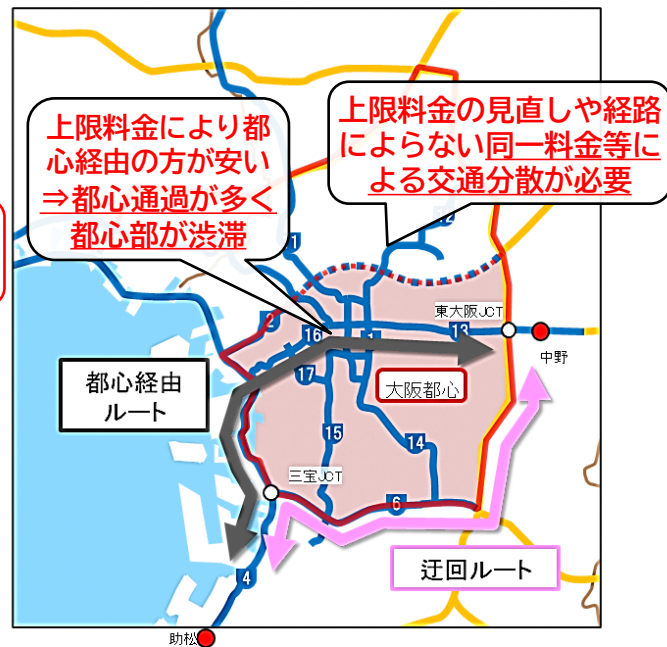 上限料金により都
心経由の方が安い
⇒都心通過が多く
都心部が渋滞
上限料金の見直しや経路
によらない同一料金等に
よる交通分散が必要
12
1
2
16
1
13
東大阪JCT
中野
17
大阪都心
都心経由
ルート
15
14
三宝JCT
6
4
迂回ルート
助松